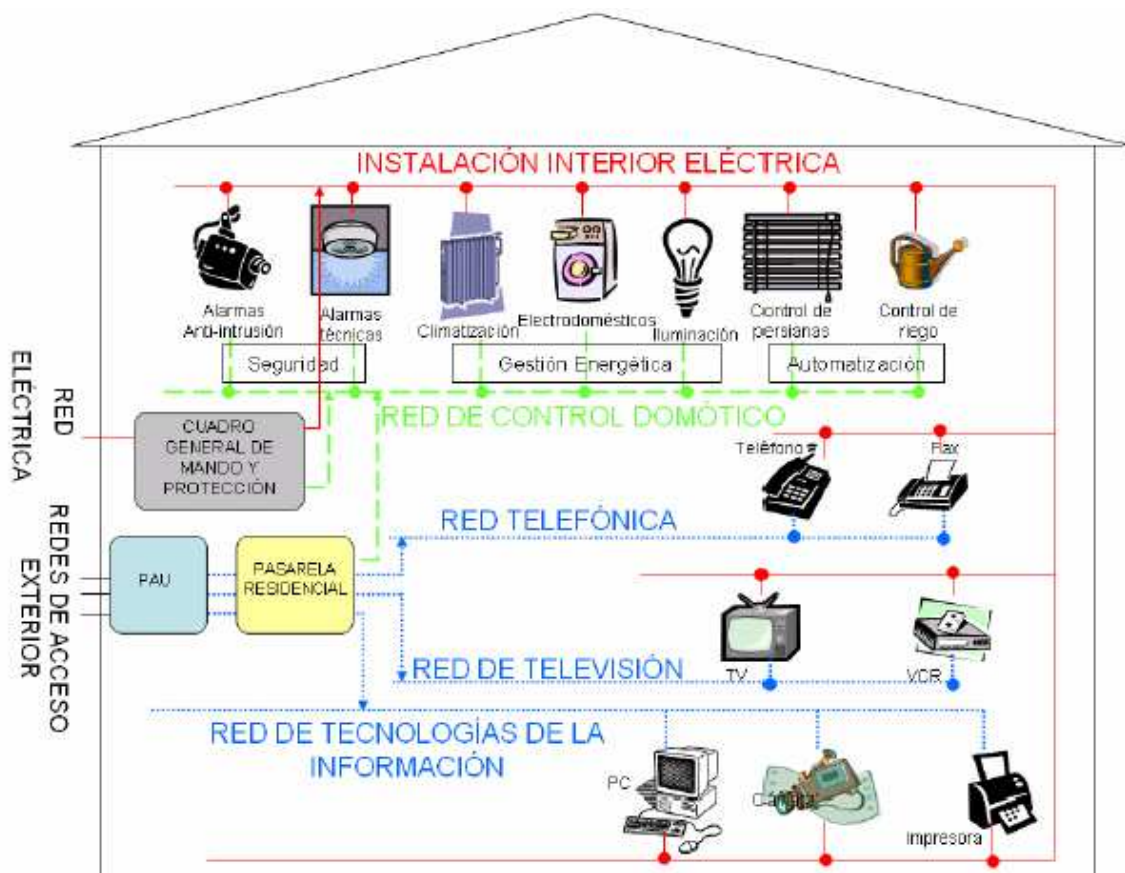 INSTALACIÓN INTERIOR ELÉCTRICA
Alarmas
Anti-intrusión
Alarmas
técnicas
Climatización
Electrodomésticos
Iluminación
Control de
persianas
Control de
riego
Seguridad
Gestión Energética
Automatización
RED DE CONTROL DOMÓTICO
RED
ELÉCTRICA
CUADRO
GENERAL DE
MANDO Y
PROTECCIÓN
Teléfono
Fax
RED TELEFÓNICA
REDES DE ACCESO
EXTERIOR
PAU
PASARELA
RESIDENCIAL
RED DE TELEVISIÓN
TV
VCR
RED DE TECNOLOGÍAS DE LA
INFORMACIÓN
PC
Impresora